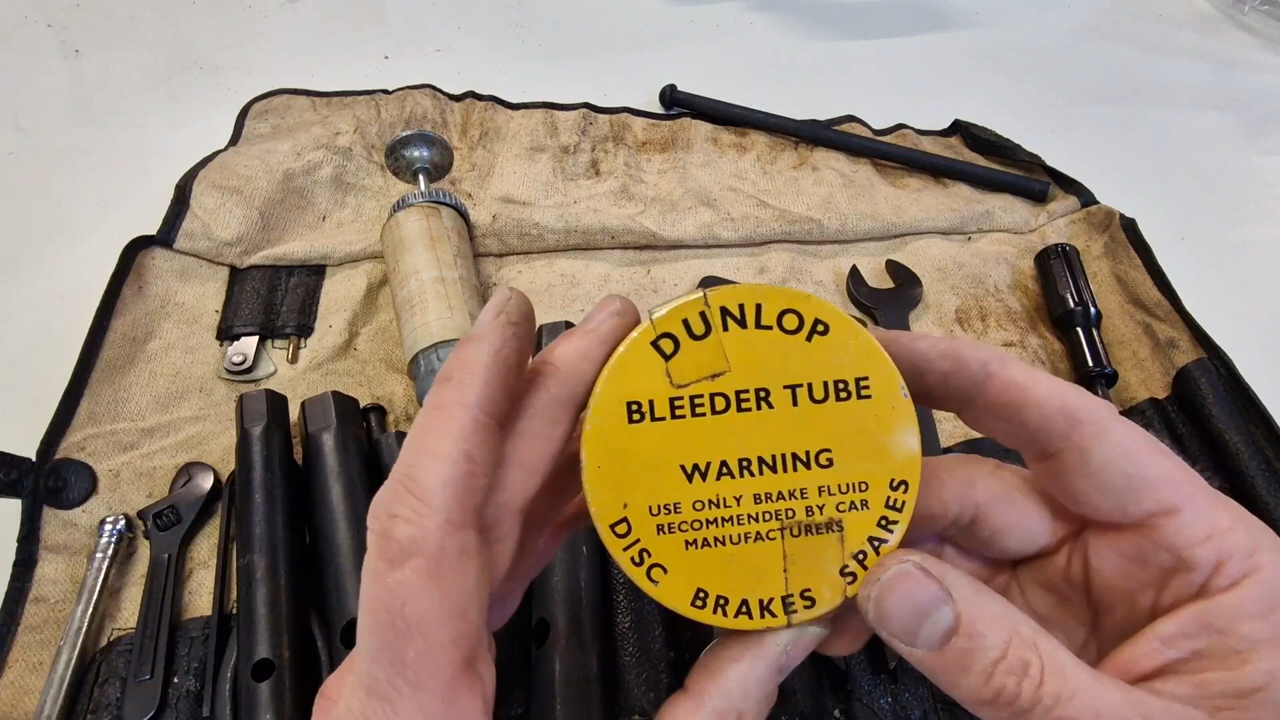 DUNLOP
BLEEDER TUBE
WARNING
USE ONLY BRAKE FLUID
RECOMMENDED BY CAR
MANUFACTURERS
DISC BRAKES SPARES